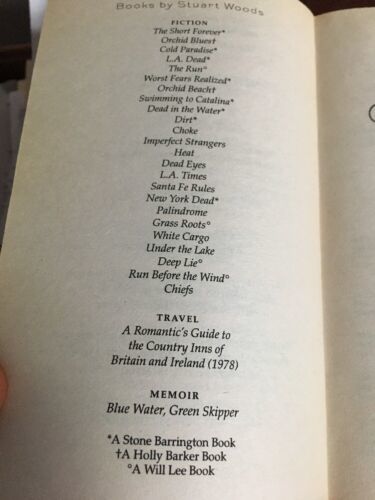 Books by Stuart Woods
FICTION
The Short Forever*
Orchid Blues†
Cold Paradise*
L.A. Dead*
The Run°
Worst Fears Realized*
Orchid Beach†
Swimming to Catalina*
Dead in the Water*
Dirt*
Choke
Imperfect Strangers
Heat
Dead Eyes
L.A. Times
Santa Fe Rules
New York Dead*
Palindrome
Grass Roots°
White Cargo
Under the Lake
Deep Lie°
Run Before the Wind°
Chiefs
TRAVEL
A Romantic's Guide to
the Country Inns of
Britain and Ireland (1978)
MEMOIR
Blue Water, Green Skipper
*A Stone Barrington Book
†A Holly Barker Book
°A Will Lee Book